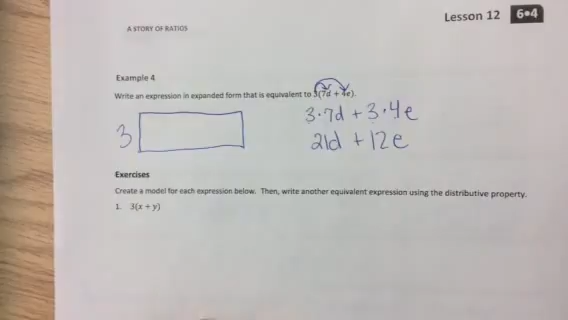 Lesson 12 6•4
A STORY OF RATIOS
Example 4
Write an expression in expanded form that is equivalent to 3(7d + 4e).
3·7d + 3·4e
3
21d + 12e
Exercises
Create a model for each expression below. Then, write another equivalent expression using the distributive property.
1. 3(x + y)